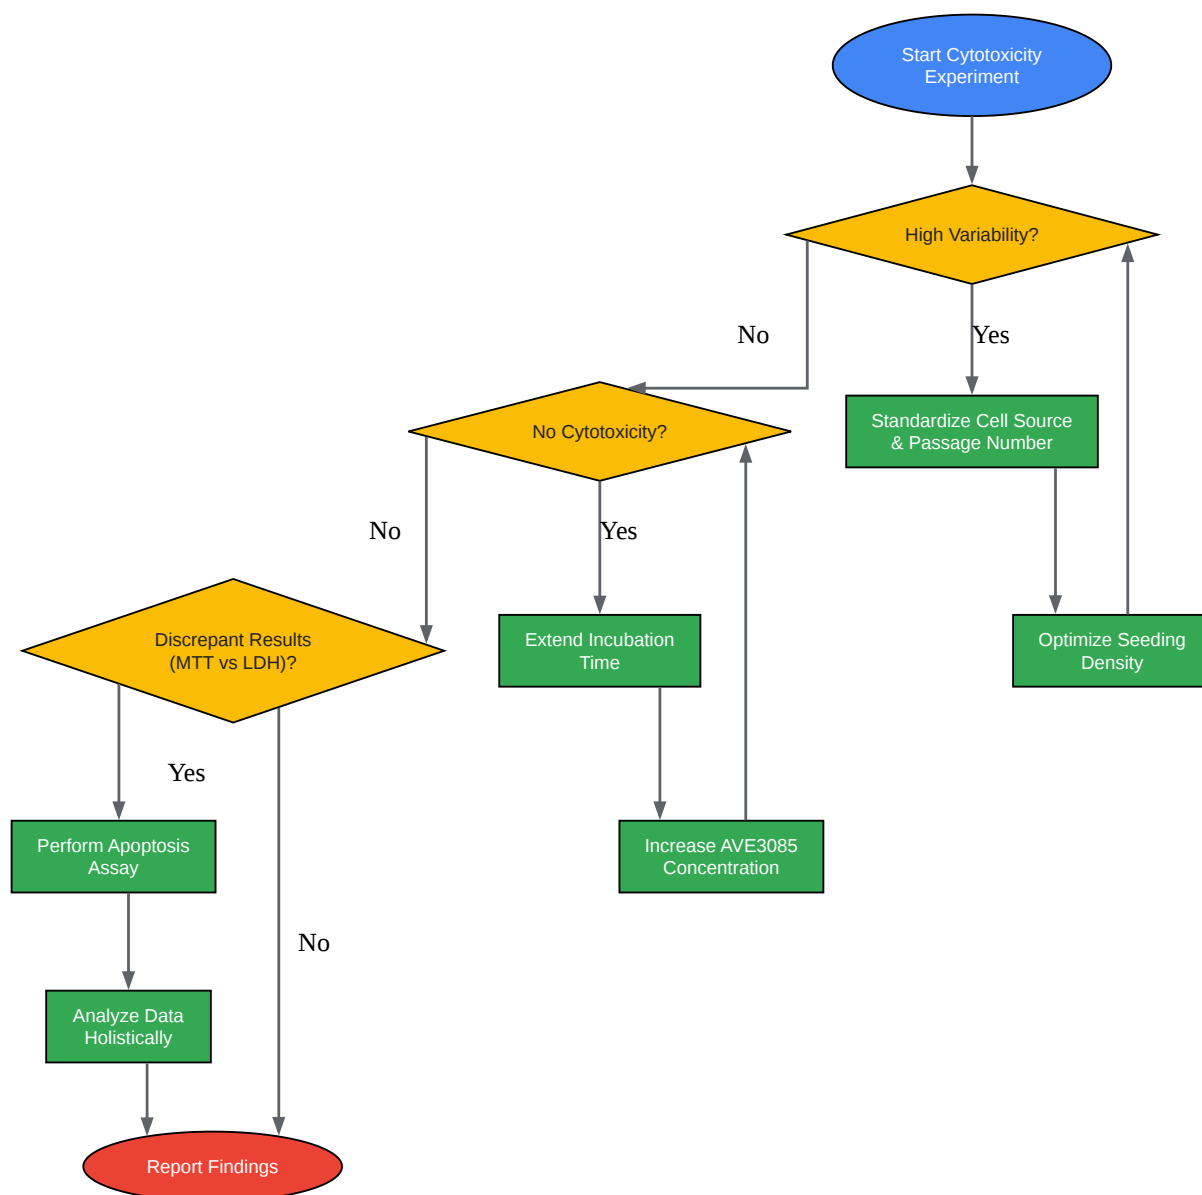 Start Cytotoxicity
Experiment
High Variability?
No
Yes
Standardize Cell Source
& Passage Number
No Cytotoxicity?
No
Yes
Extend Incubation
Time
Optimize Seeding
Density
Discrepant Results
(MTT vs LDH)?
Yes
Perform Apoptosis
Assay
Increase AVE3085
Concentration
No
Analyze Data
Holistically
Report Findings